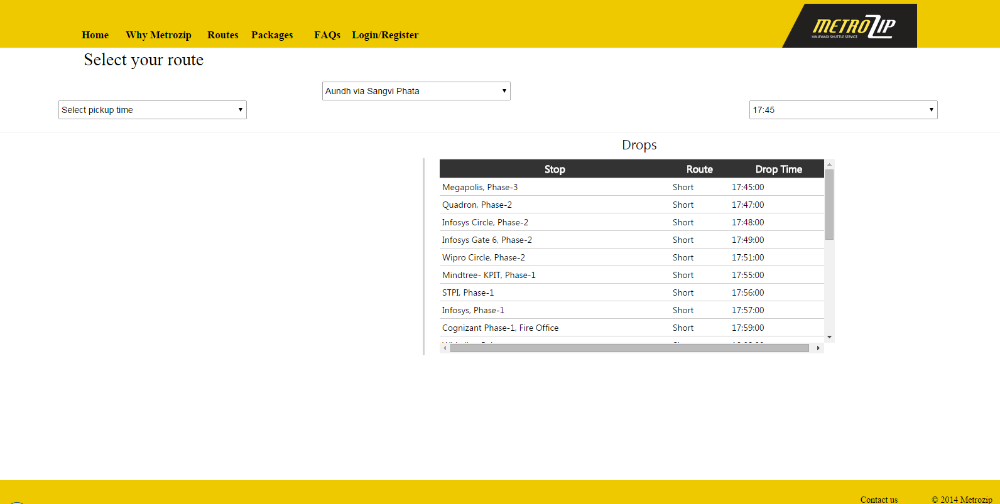 Home Why Metrozip Routes Packages FAQs Login/Register
METROZIP
HINJEWADI SHUTTLE SERVICE
Select your route
Aundh via Sangvi Phata
Select pickup time
17:45
Drops
Stop Route Drop Time
Megapolis, Phase-3 Short 17:45:00
Quadron, Phase-2 Short 17:47:00
Infosys Circle, Phase-2 Short 17:48:00
Infosys Gate 6, Phase-2 Short 17:49:00
Wipro Circle, Phase-2 Short 17:51:00
Mindtree- KPIT, Phase-1 Short 17:55:00
STPI, Phase-1 Short 17:56:00
Infosys, Phase-1 Short 17:57:00
Cognizant Phase-1, Fire Office Short 17:59:00
Contact us © 2014 Metrozip